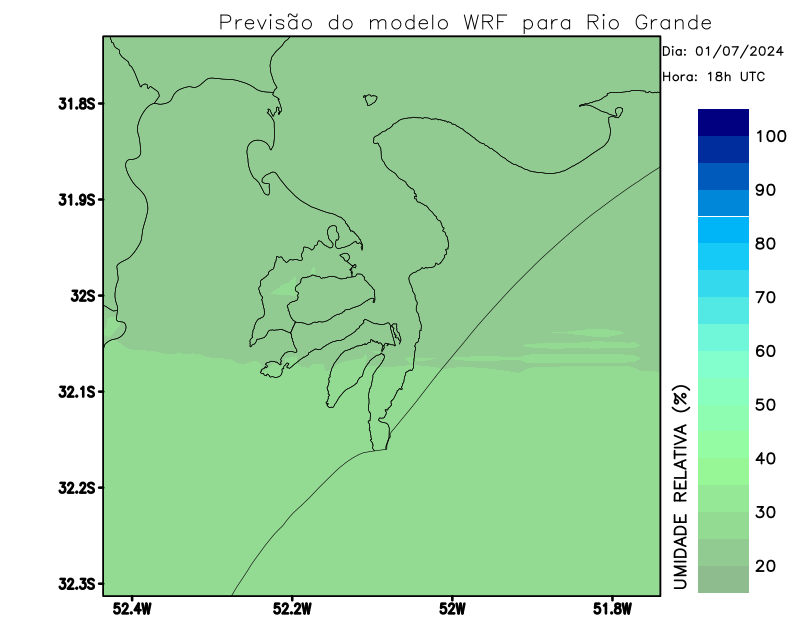 Previsão do modelo WRF para Rio Grande
Dia: 01/07/2024
Hora: 18h UTC
31.8S
31.9S
32S
32.1S
32.2S
32.3S
52.4W
52.2W
52W
51.8W
UMIDADE RELATIVA (%)
100
90
80
70
60
50
40
30
20